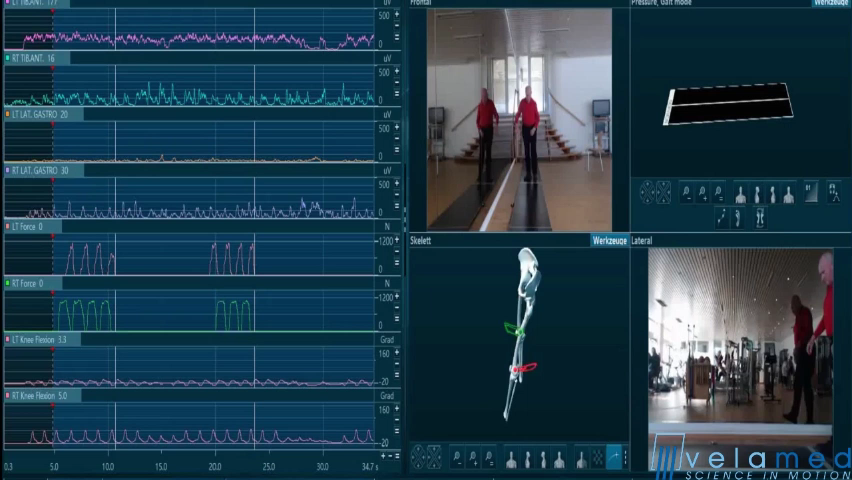 LT TIB.ANT. 177
uV
500
0
RT TIB.ANT. 16
uV
500
0
LT LAT. GASTRO 20
uV
500
0
RT LAT. GASTRO 30
uV
500
0
LT Force 0
N
1200
0
RT Force 0
N
1200
0
LT Knee Flexion 3.3
Grad
160
-20
RT Knee Flexion 5.0
Grad
160
-20
0.3 5.0 10.0 15.0 20.0 25.0 30.0 34.7 s
Frontal
Pressure, Gait mode
Werkzeuge
Skelett
Werkzeuge
Lateral
velamed
SCIENCE IN MOTION